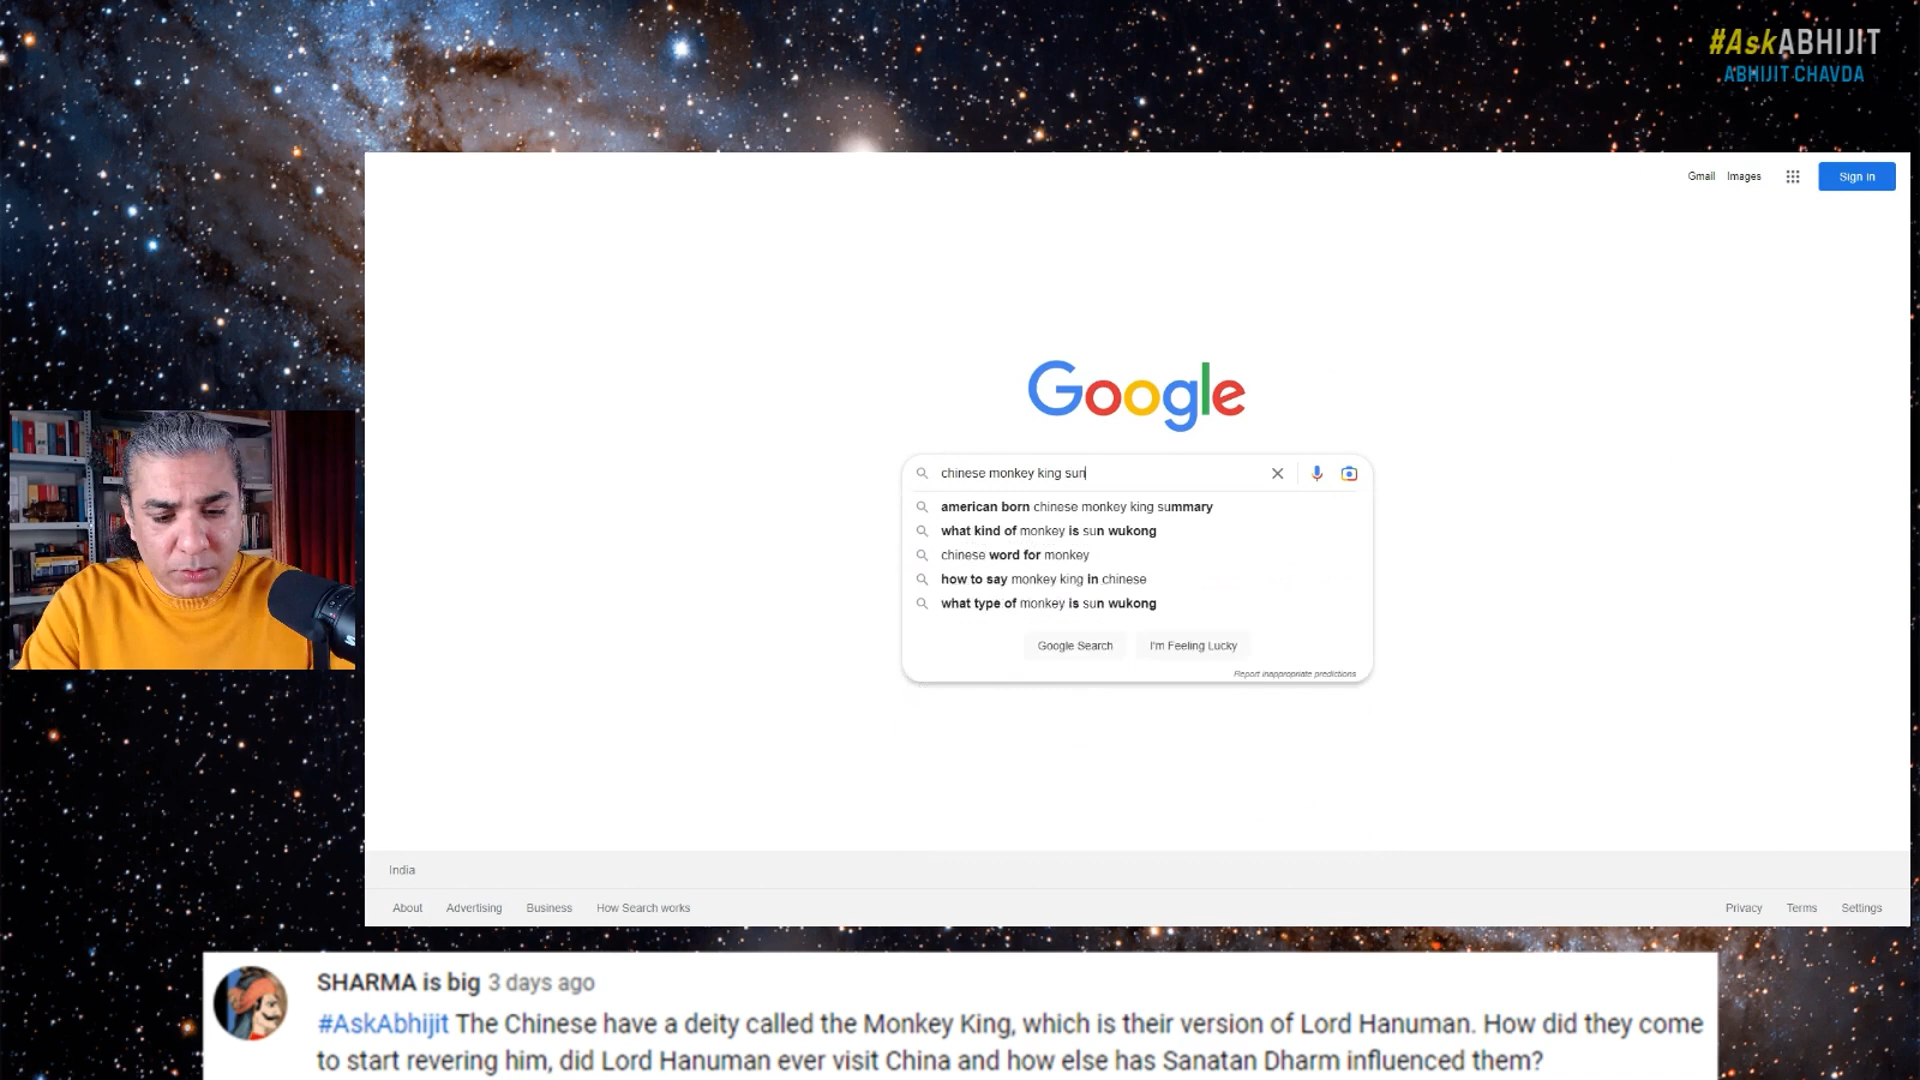 #AskABHIJIT
ABHIJIT CHAVDA
Gmail Images Sign in
Google
chinese monkey king sun
american born chinese monkey king summary
what kind of monkey is sun wukong
chinese word for monkey
how to say monkey king in chinese
what type of monkey is sun wukong
Google Search I'm Feeling Lucky
Report inappropriate predictions
India
About Advertising Business How Search works Privacy Terms Settings
SHARMA is big 3 days ago
#AskAbhijit The Chinese have a deity called the Monkey King, which is their version of Lord Hanuman. How did they come
to start revering him, did Lord Hanuman ever visit China and how else has Sanatan Dharm influenced them?